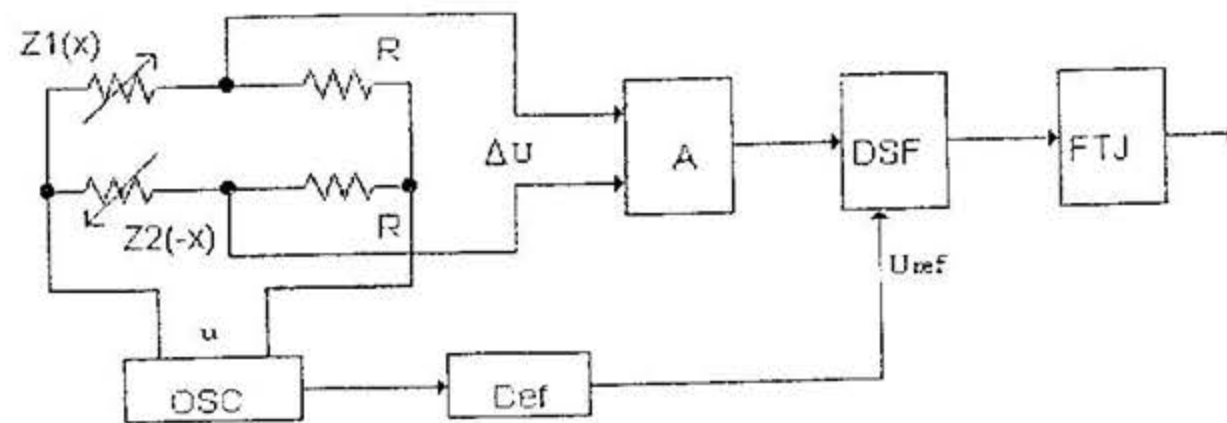 Z1(x)
R
ΔU
A
DSF
FTJ
Z2(-x)
R
Uref
u
OSC
Def